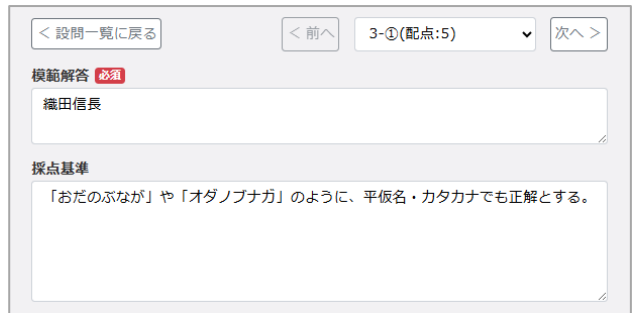 < 設問一覧に戻る
< 前へ
3-①(配点:5)
次へ >
模範解答 必須
織田信長
採点基準
「おだのぶなが」や「オダノブナガ」のように、平仮名・カタカナでも正解とする。